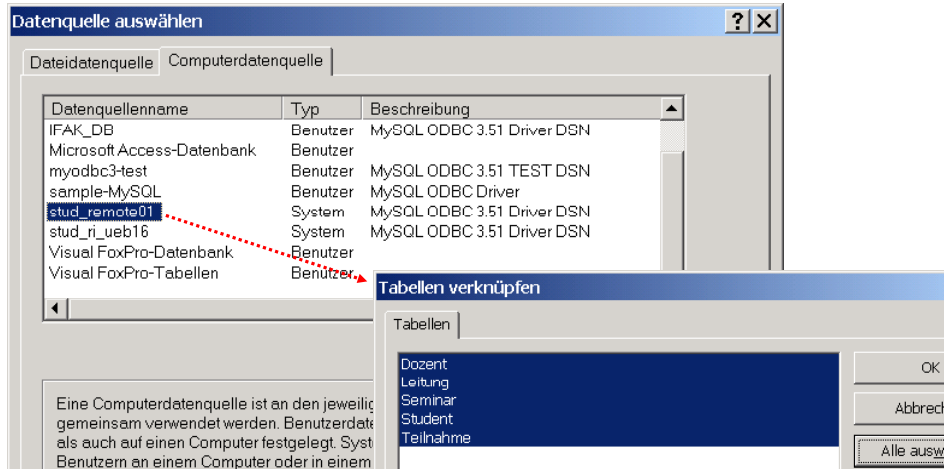 Datenquelle auswählen
Dateidatenquelle Computerdatenquelle
Datenquellenname Typ Beschreibung
IFAK_DB Benutzer MySQL ODBC 3.51 Driver DSN
Microsoft Access-Datenbank Benutzer
myodbc3-test Benutzer MySQL ODBC 3.51 TEST DSN
sample-MySQL Benutzer MySQL ODBC Driver
stud_remote01 System MySQL ODBC 3.51 Driver DSN
stud_ri_ueb16 System MySQL ODBC 3.51 Driver DSN
Visual FoxPro-Datenbank Benutzer
Visual FoxPro-Tabellen Benutzer
Tabellen verknüpfen
Tabellen
Dozent
Leitung
Seminar
Student
Teilnahme
OK
Abbrech
Alle ausw
Eine Computerdatenquelle ist an den jeweilig
gemeinsam verwendet werden. Benutzerdate
als auch auf einen Computer festgelegt. Syst
Benutzern an einem Computer oder in einem